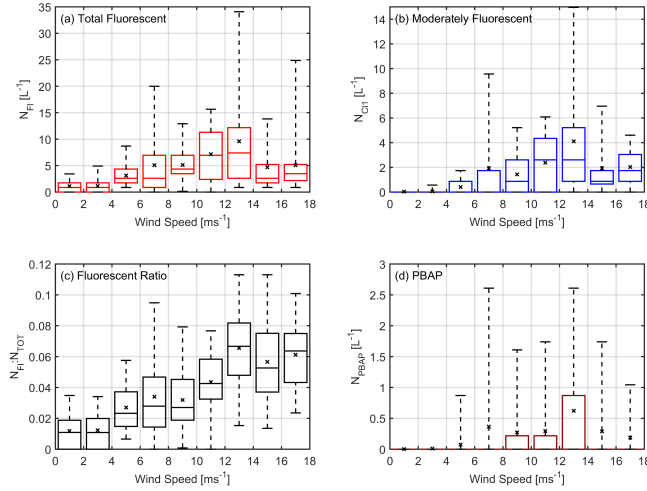 (a) Total Fluorescent
N_Fl [L^-1]
35
30
25
20
15
10
5
0
0 2 4 6 8 10 12 14 16 18
Wind Speed [ms^-1]
(b) Moderately Fluorescent
N_Cl1 [L^-1]
14
12
10
8
6
4
2
0
0 2 4 6 8 10 12 14 16 18
Wind Speed [ms^-1]
(c) Fluorescent Ratio
N_Fl:N_TOT
0.12
0.1
0.08
0.06
0.04
0.02
0
0 2 4 6 8 10 12 14 16 18
Wind Speed [ms^-1]
(d) PBAP
N_PBAP [L^-1]
3
2.5
2
1.5
1
0.5
0
0 2 4 6 8 10 12 14 16 18
Wind Speed [ms^-1]